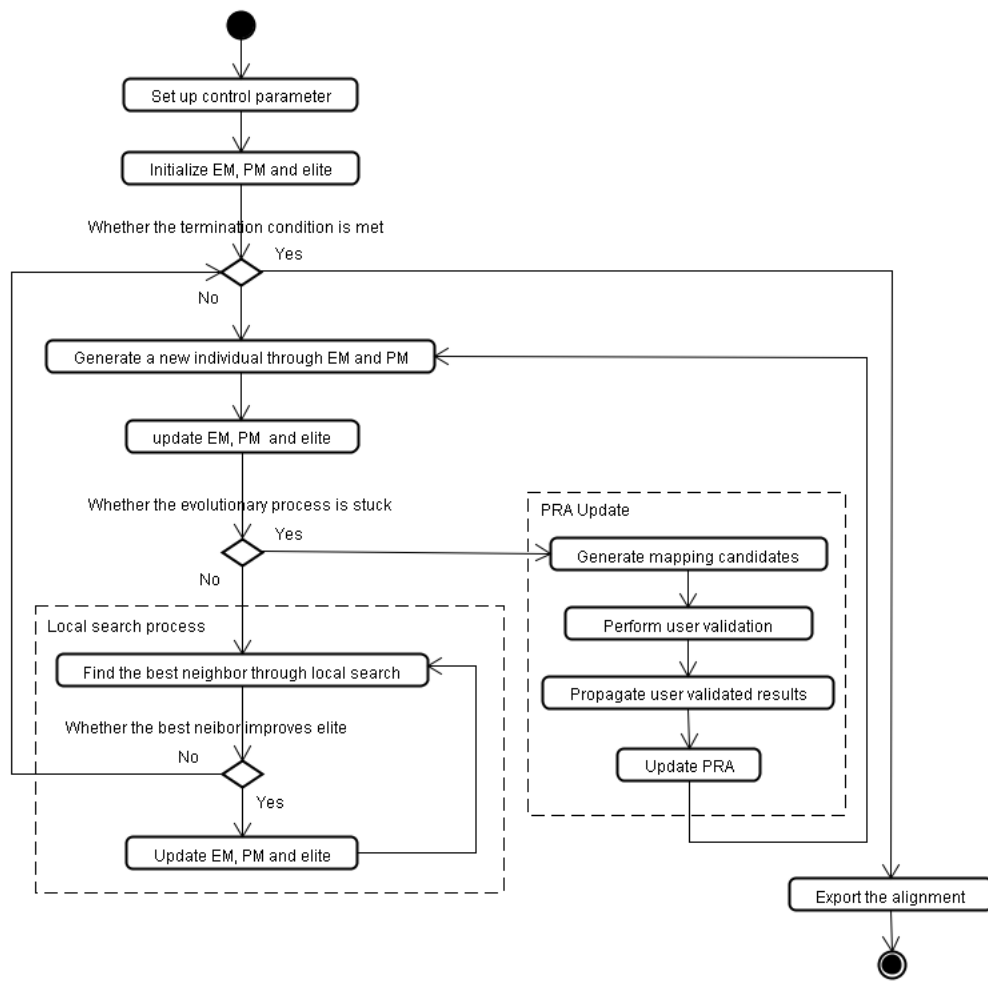 Set up control parameter
Initialize EM, PM and elite
Whether the termination condition is met
Yes
No
Generate a new individual through EM and PM
update EM, PM and elite
Whether the evolutionary process is stuck
Yes
No
PRA Update
Generate mapping candidates
Perform user validation
Propagate user validated results
Update PRA
Local search process
Find the best neighbor through local search
Whether the best neibor improves elite
No
Yes
Update EM, PM and elite
Export the alignment